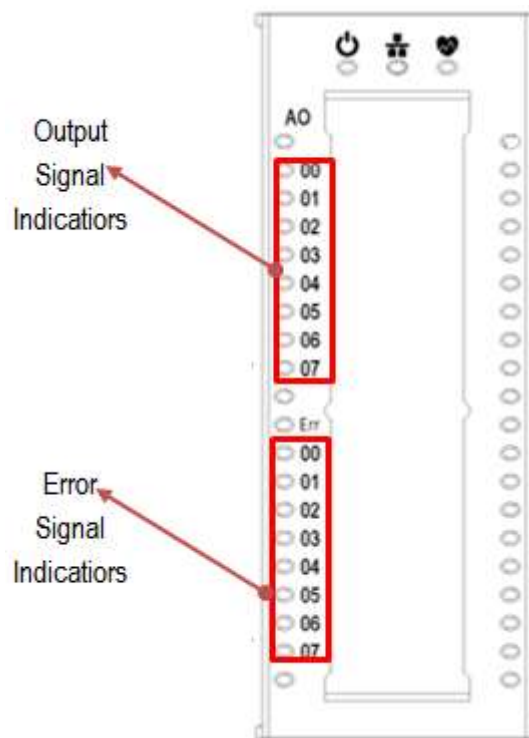 AO
Output
Signal
Indicatiors
00
01
02
03
04
05
06
07
Err
Error
Signal
Indicatiors
00
01
02
03
04
05
06
07